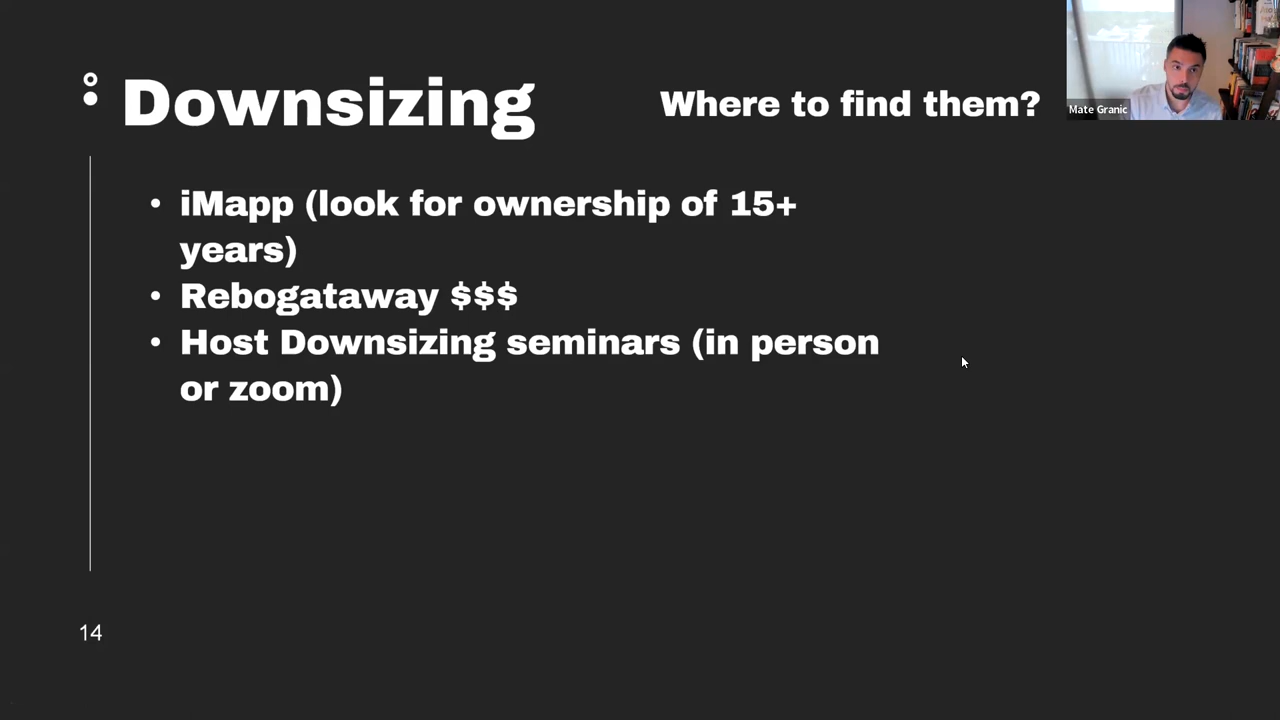 Downsizing
Where to find them?
Mate Granic
• iMapp (look for ownership of 15+
years)
• Rebogataway $$$
• Host Downsizing seminars (in person
or zoom)
14